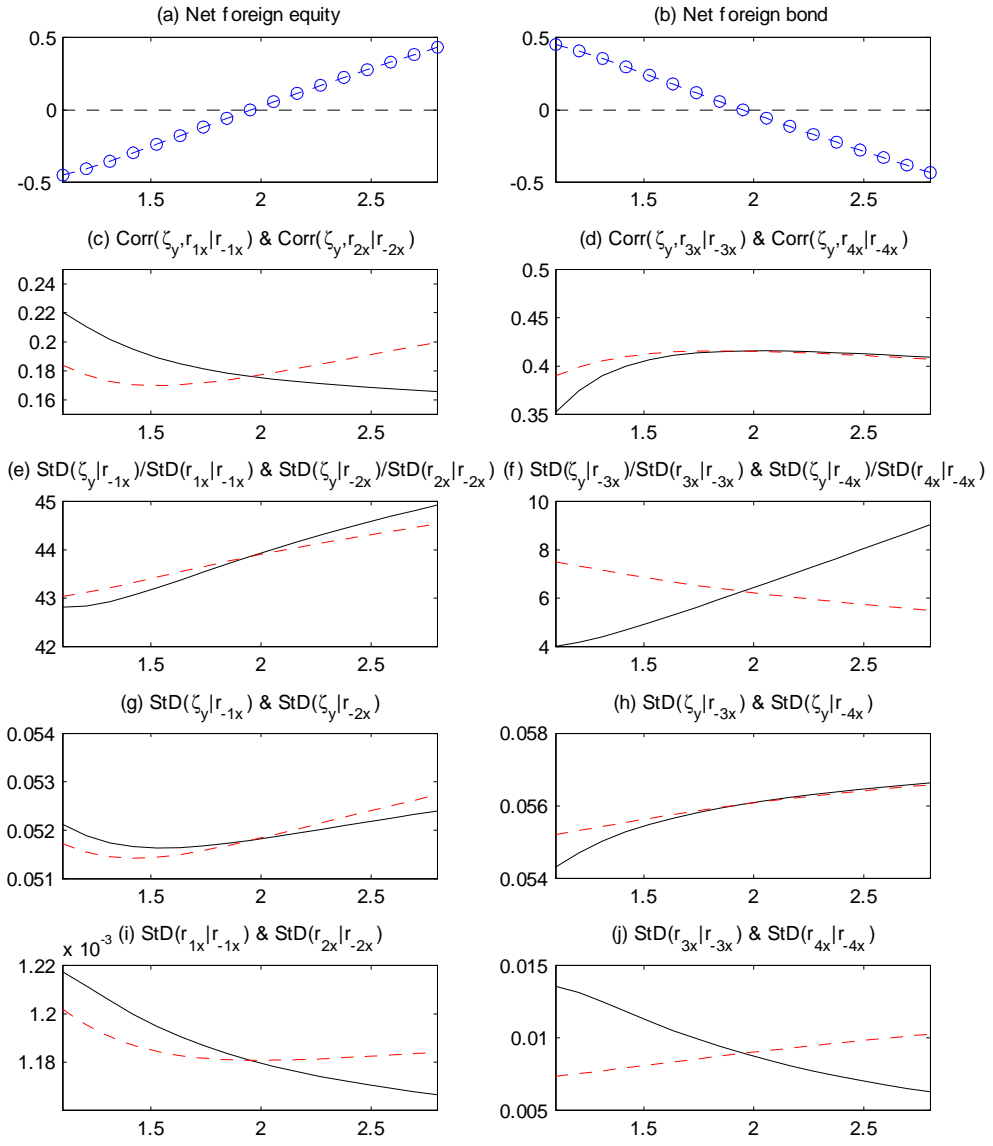 (a) Net foreign equity
(b) Net foreign bond
0.5
0
-0.5
1.5 2 2.5
0.5
0
-0.5
1.5 2 2.5
(c) Corr(ζy,r1x|r-1x) & Corr(ζy,r2x|r-2x)
(d) Corr(ζy,r3x|r-3x) & Corr(ζy,r4x|r-4x)
0.24
0.22
0.2
0.18
0.16
1.5 2 2.5
0.5
0.45
0.4
0.35
1.5 2 2.5
(e) StD(ζy|r-1x)/StD(r1x|r-1x) & StD(ζy|r-2x)/StD(r2x|r-2x)
(f) StD(ζy|r-3x)/StD(r3x|r-3x) & StD(ζy|r-4x)/StD(r4x|r-4x)
45
44
43
42
1.5 2 2.5
10
8
6
4
1.5 2 2.5
(g) StD(ζy|r-1x) & StD(ζy|r-2x)
(h) StD(ζy|r-3x) & StD(ζy|r-4x)
0.054
0.053
0.052
0.051
1.5 2 2.5
0.058
0.056
0.054
1.5 2 2.5
x 10-3
(i) StD(r1x|r-1x) & StD(r2x|r-2x)
(j) StD(r3x|r-3x) & StD(r4x|r-4x)
1.22
1.2
1.18
1.5 2 2.5
0.015
0.01
0.005
1.5 2 2.5